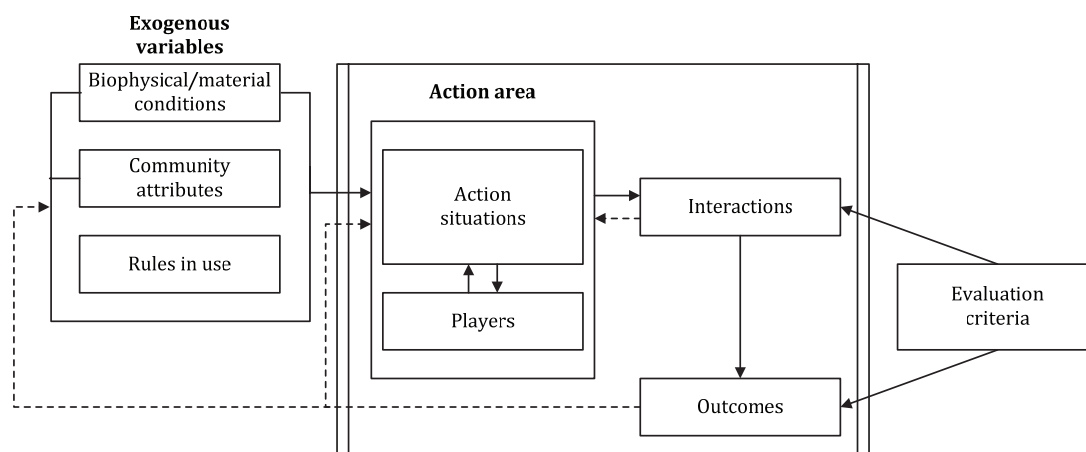 Exogenous
variables
Biophysical/material
conditions
Community
attributes
Rules in use
Action area
Action
situations
Players
Interactions
Outcomes
Evaluation
criteria